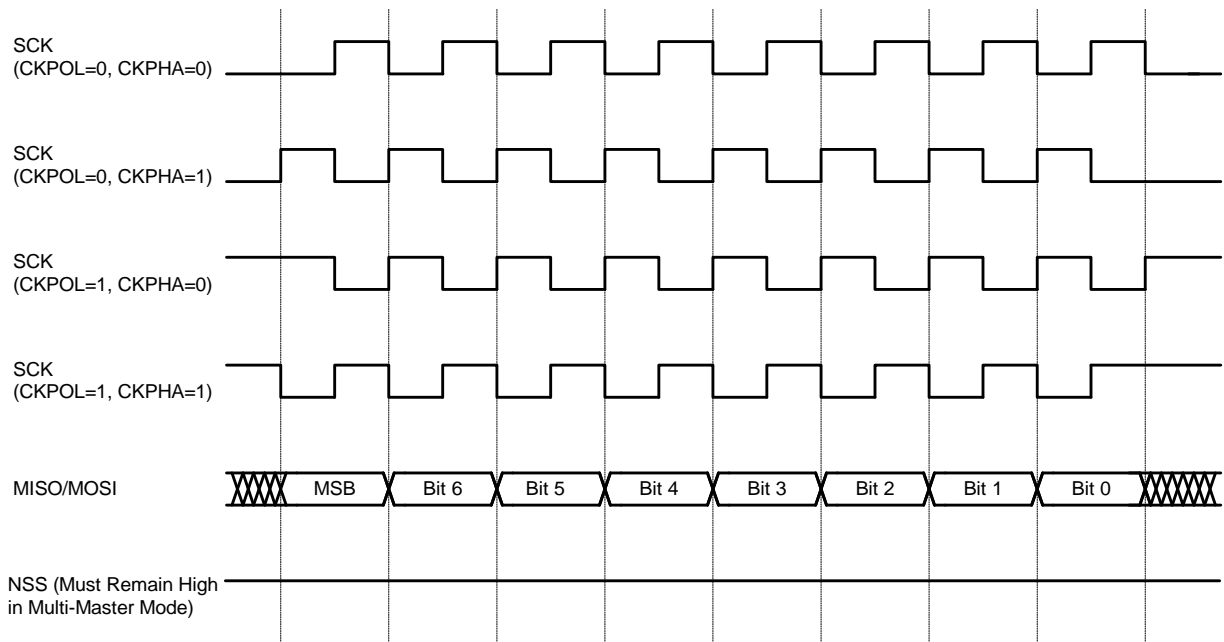 SCK
(CKPOL=0, CKPHA=0)
SCK
(CKPOL=0, CKPHA=1)
SCK
(CKPOL=1, CKPHA=0)
SCK
(CKPOL=1, CKPHA=1)
MISO/MOSI
MSB
Bit 6
Bit 5
Bit 4
Bit 3
Bit 2
Bit 1
Bit 0
NSS (Must Remain High
in Multi-Master Mode)